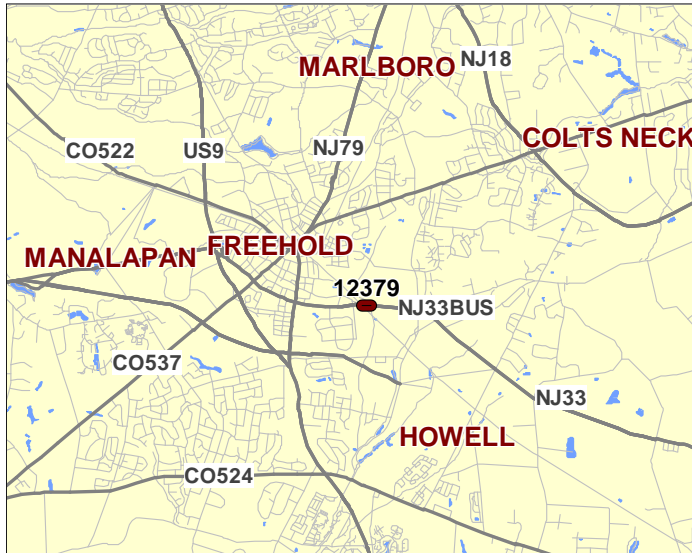 MARLBORO
NJ18
COLTS NECK
CO522
US9
NJ79
MANALAPAN
FREEHOLD
12379
NJ33BUS
CO537
NJ33
HOWELL
CO524